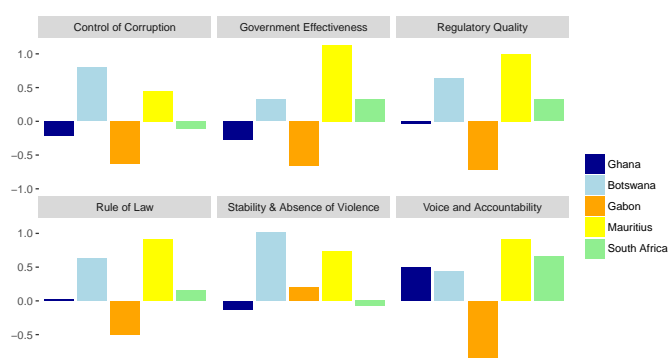 Control of Corruption Government Effectiveness Regulatory Quality
1.0
0.5
0.0
−0.5
−1.0
Rule of Law Stability & Absence of Violence Voice and Accountability
1.0
0.5
0.0
−0.5
Ghana
Botswana
Gabon
Mauritius
South Africa